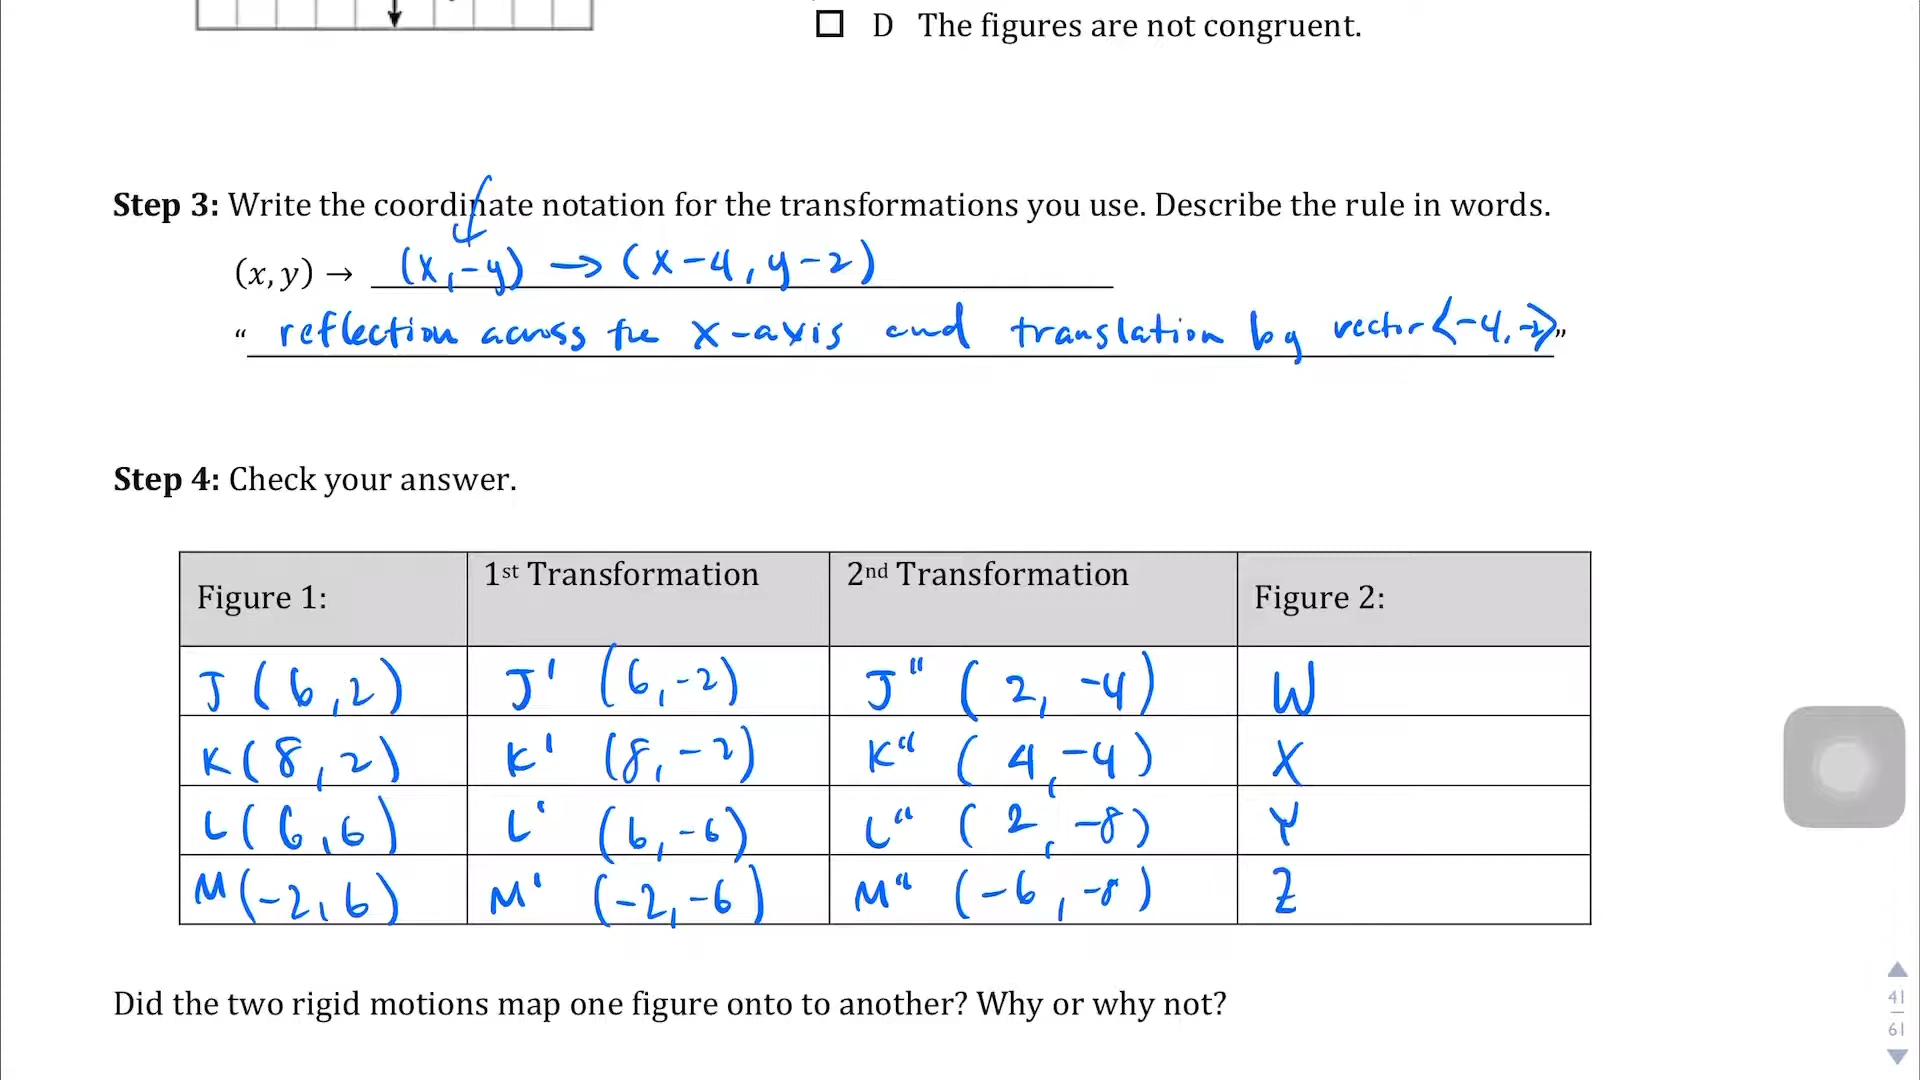 D The figures are not congruent.
Step 3: Write the coordinate notation for the transformations you use. Describe the rule in words.
(x, y) → (x, -y) → (x-4, y-2)
“ reflection across the x-axis and translation by vector <-4, -2> ”
Step 4: Check your answer.
Figure 1: 1st Transformation 2nd Transformation Figure 2:
J (6, 2) J' (6, -2) J" (2, -4) W
K (8, 2) K' (8, -2) K" (4, -4) X
L (6, 6) L' (6, -6) L" (2, -8) Y
M (-2, 6) M' (-2, -6) M" (-6, -8) Z
Did the two rigid motions map one figure onto to another? Why or why not?
41
61